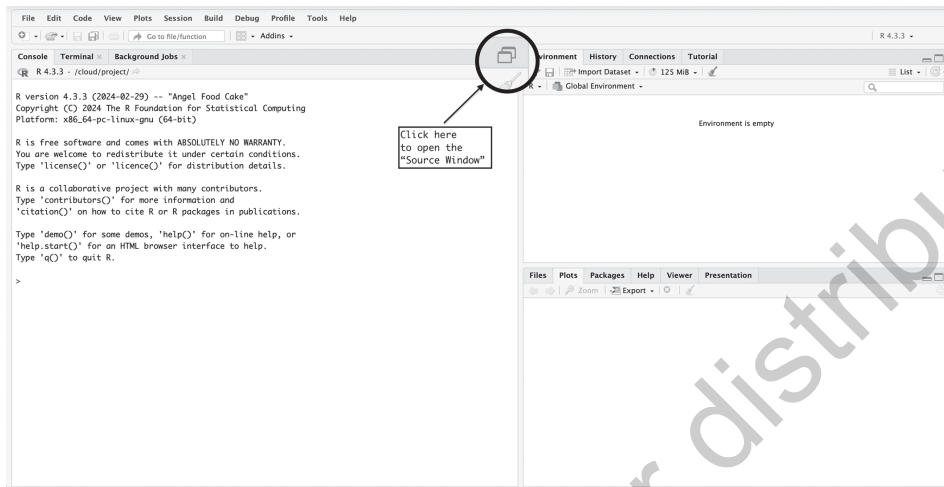 File Edit Code View Plots Session Build Debug Profile Tools Help
Go to file/function Addins R 4.3.3
Console Terminal × Background Jobs ×
R 4.3.3 · /cloud/project/
R version 4.3.3 (2024-02-29) -- "Angel Food Cake"
Copyright (C) 2024 The R Foundation for Statistical Computing
Platform: x86_64-pc-linux-gnu (64-bit)
R is free software and comes with ABSOLUTELY NO WARRANTY.
You are welcome to redistribute it under certain conditions.
Type 'license()' or 'licence()' for distribution details.
R is a collaborative project with many contributors.
Type 'contributors()' for more information and
'citation()' on how to cite R or R packages in publications.
Type 'demo()' for some demos, 'help()' for on-line help, or
'help.start()' for an HTML browser interface to help.
Type 'q()' to quit R.
>
Click here
to open the
“Source Window”
vironment History Connections Tutorial
Import Dataset 125 MiB List
R Global Environment
Environment is empty
Files Plots Packages Help Viewer Presentation
Zoom Export
r distribu